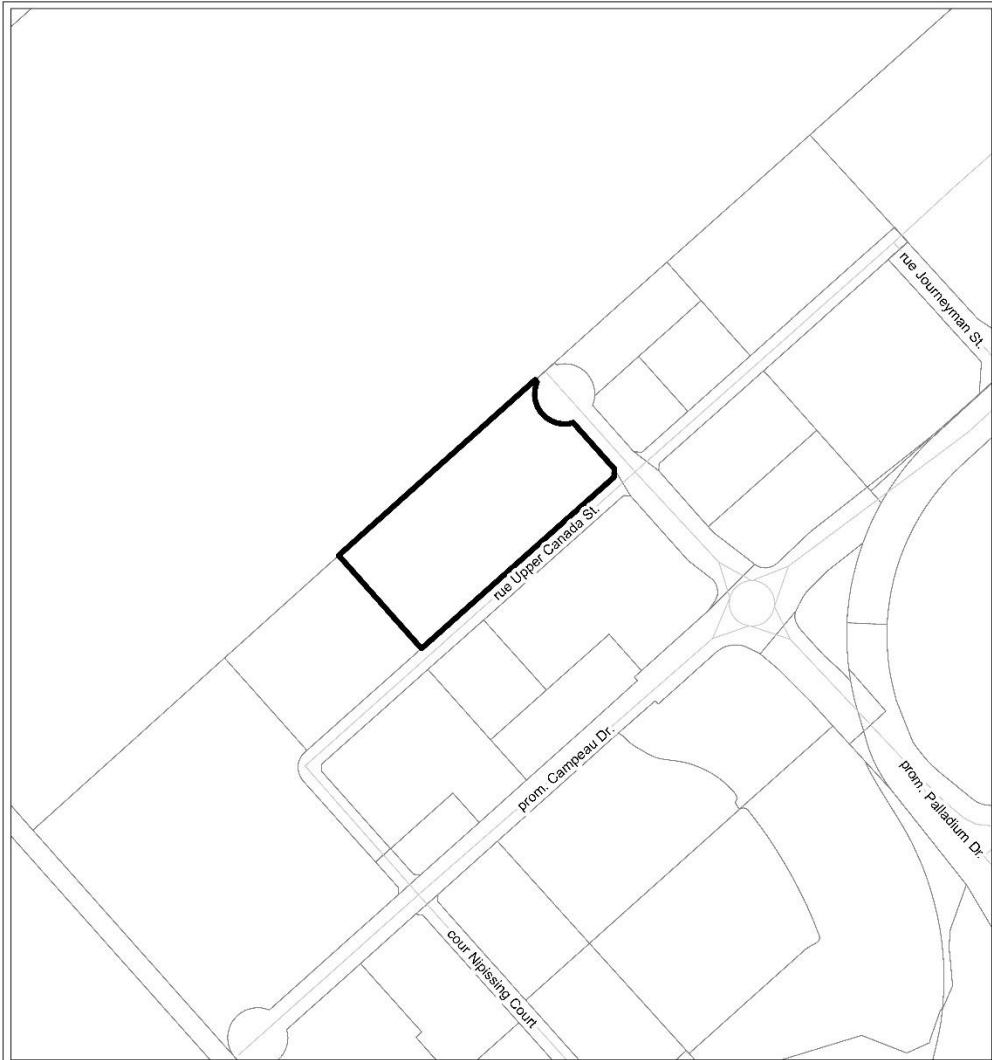 rue Journeyman St.
rue Upper Canada St.
prom. Campeau Dr.
prom. Palladium Dr.
cour Nipissing Court